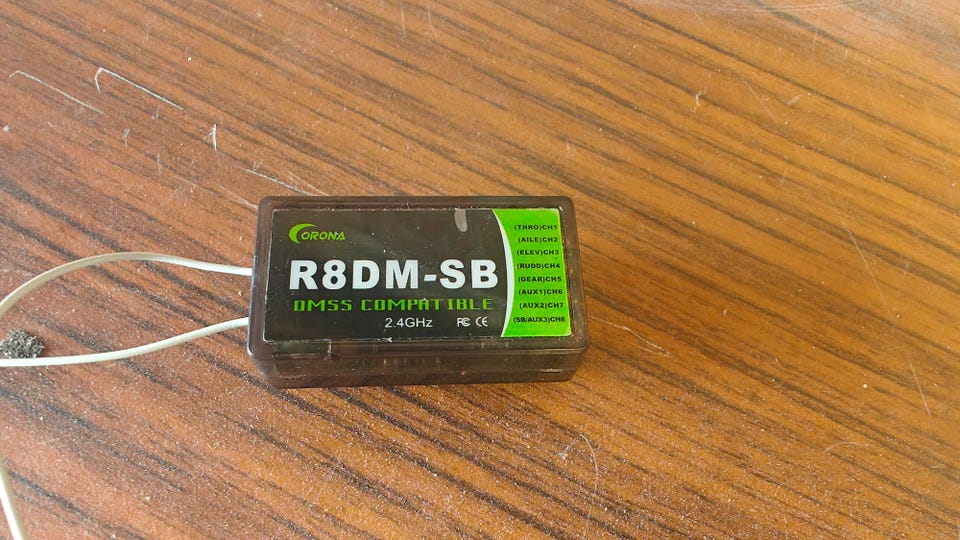 CORONA
R8DM-SB
DMSS COMPATIBLE
2.4GHz FC CE
(THRO)CH1
(AILE)CH2
(ELEV)CH3
(RUDD)CH4
(GEAR)CH5
(AUX1)CH6
(AUX2)CH7
(SB/AUX3)CH8